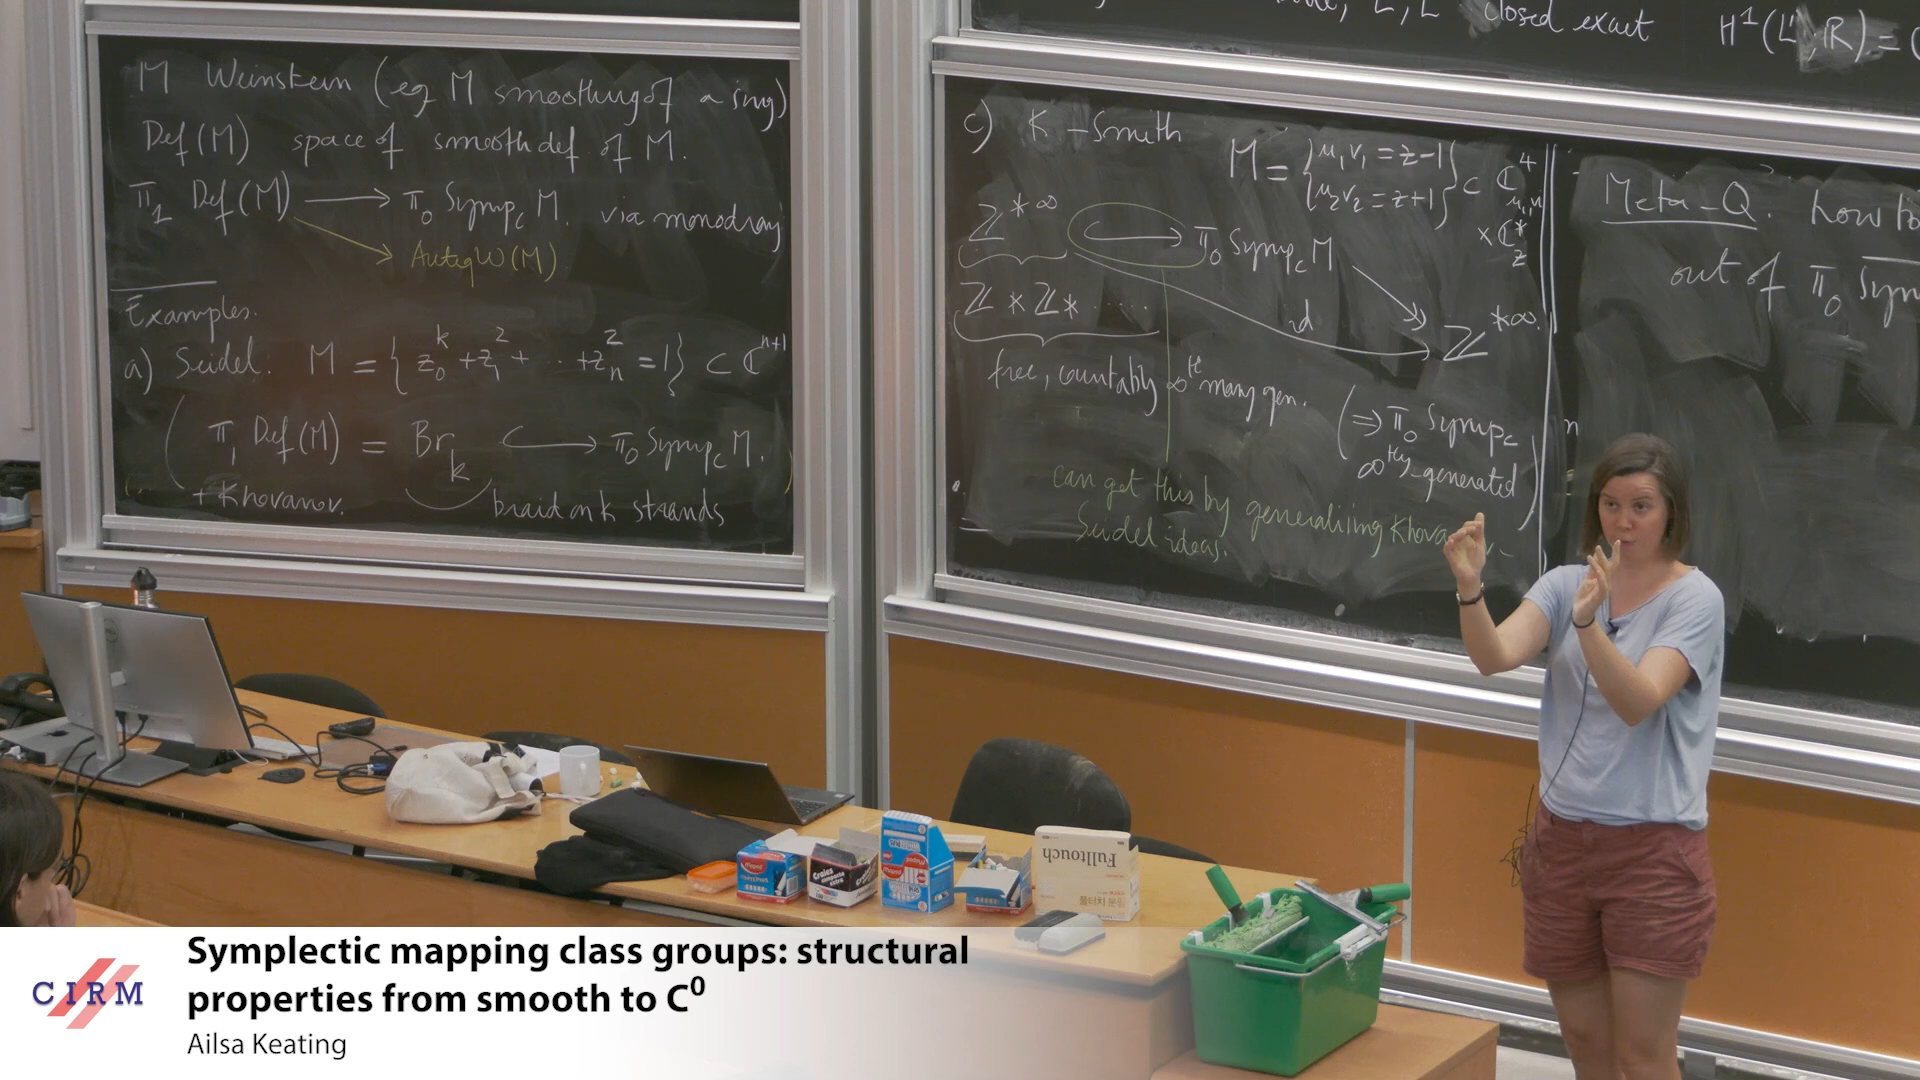 M Weinstein (eg M smoothing of a sing)
Def(M) space of smooth def. of M.
π₁ Def(M) ⟶ π₀ Symp_c M. via monodromy
Auteq W(M)
Examples.
a) Seidel: M = { z₀^k + z₁² + ... + z_n² = 1 } ⊂ ℂ^{n+1}
( π₁ Def(M) = Br_k ↪ π₀ Symp_c M. )
+ Khovanov.
braid on k strands
L, L closed exact H¹(L, ℝ) =
c) K-Smith
M = { u₁v₁ = z-1
u₂v₂ = z+1 } ⊂ ℂ⁴
× ℂ*_z
ℤ^{*∞} ↪ π₀ Symp_c M
ℤ * ℤ * ......
id
ℤ^{*∞}.
free, countably ∞ many gen.
(⇒ π₀ Symp_c
∞ly-generated)
can get this by generalising
Seidel ideas.
Meta-Q. how to
out of π₀
Fulltouch
CIRM
Symplectic mapping class groups: structural
properties from smooth to C⁰
Ailsa Keating